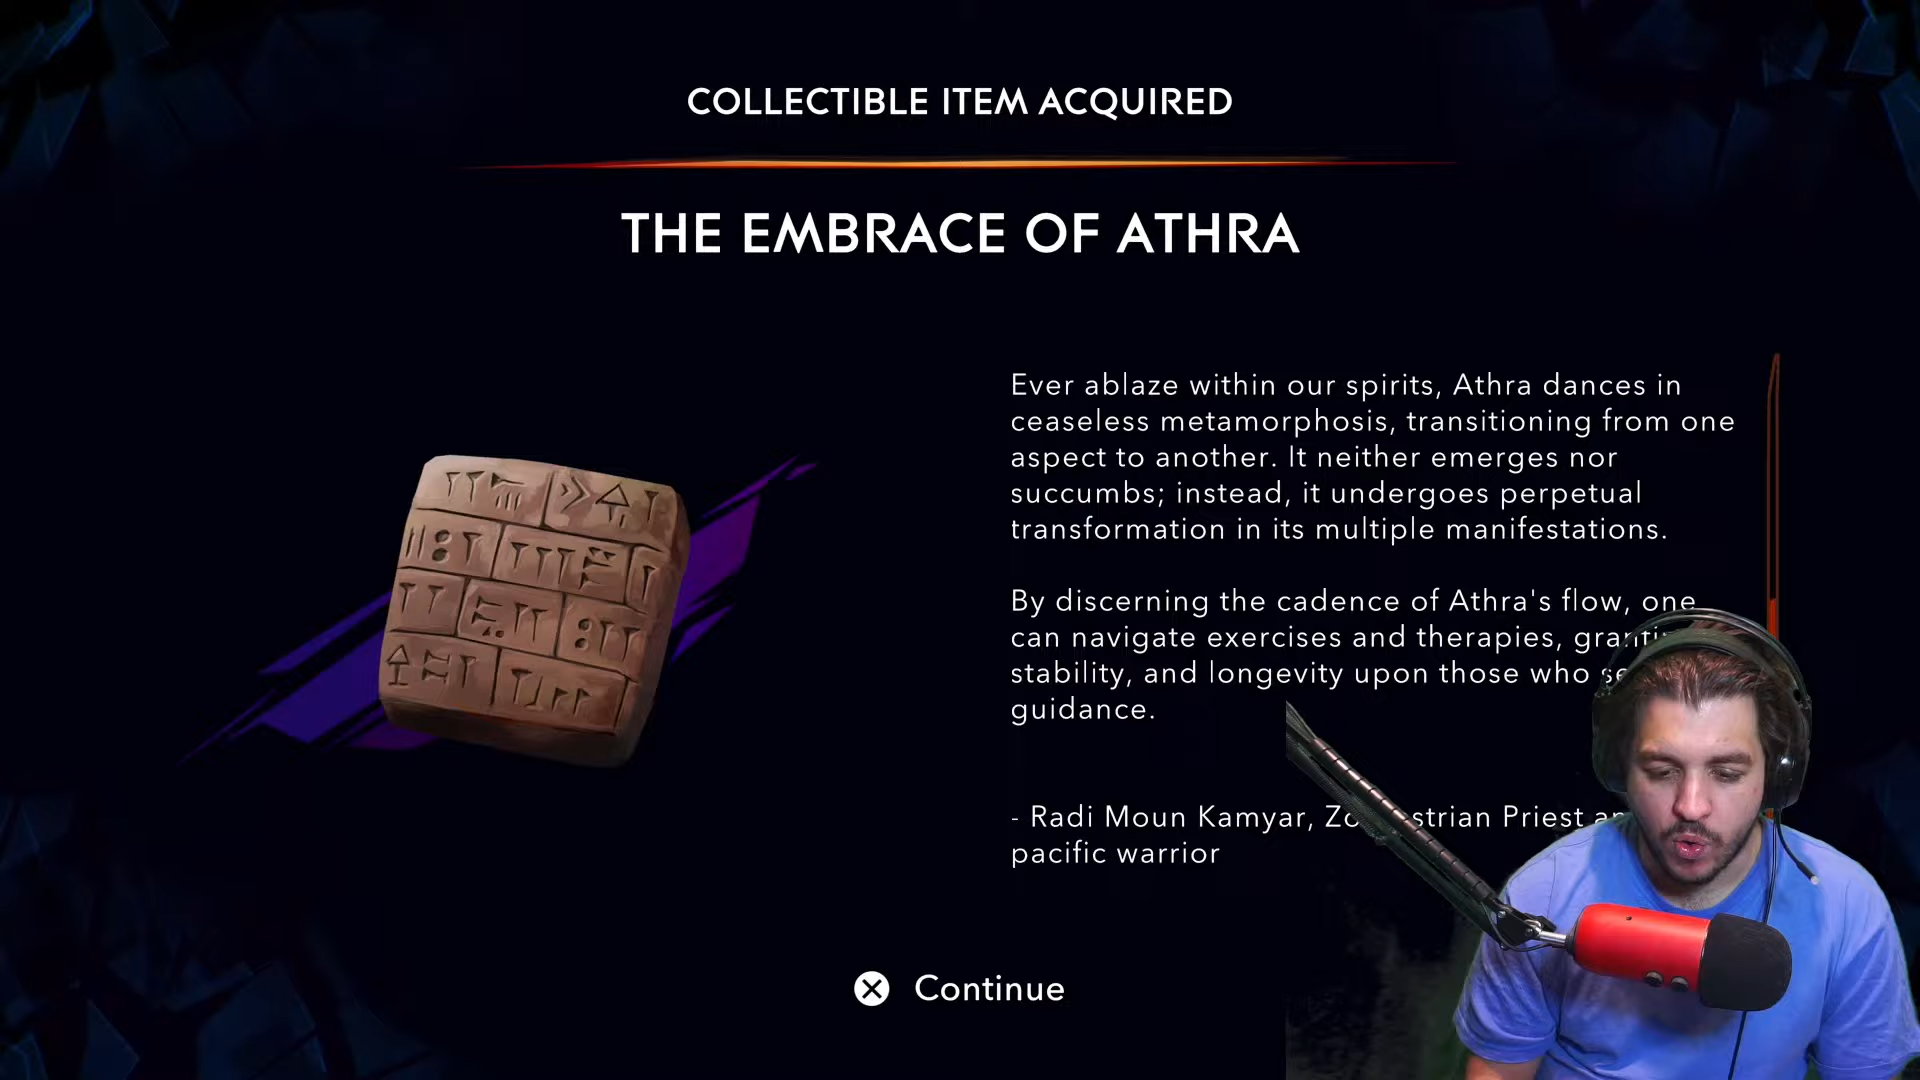 COLLECTIBLE ITEM ACQUIRED
THE EMBRACE OF ATHRA
Ever ablaze within our spirits, Athra dances in
ceaseless metamorphosis, transitioning from one
aspect to another. It neither emerges nor
succumbs; instead, it undergoes perpetual
transformation in its multiple manifestations.
By discerning the cadence of Athra's flow, one
can navigate exercises and therapies,
stability, and longevity upon those who
guidance.
- Radi Moun Kamyar, Priest
pacific warrior
Continue